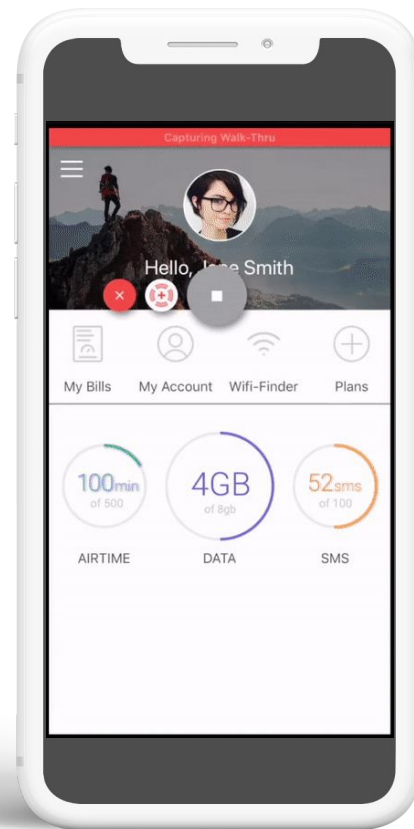 Capturing Walk-Thru
Hello, Jane Smith
My Bills
My Account
Wifi-Finder
Plans
100min
of 500
4GB
of 8gb
52sms
of 100
AIRTIME
DATA
SMS